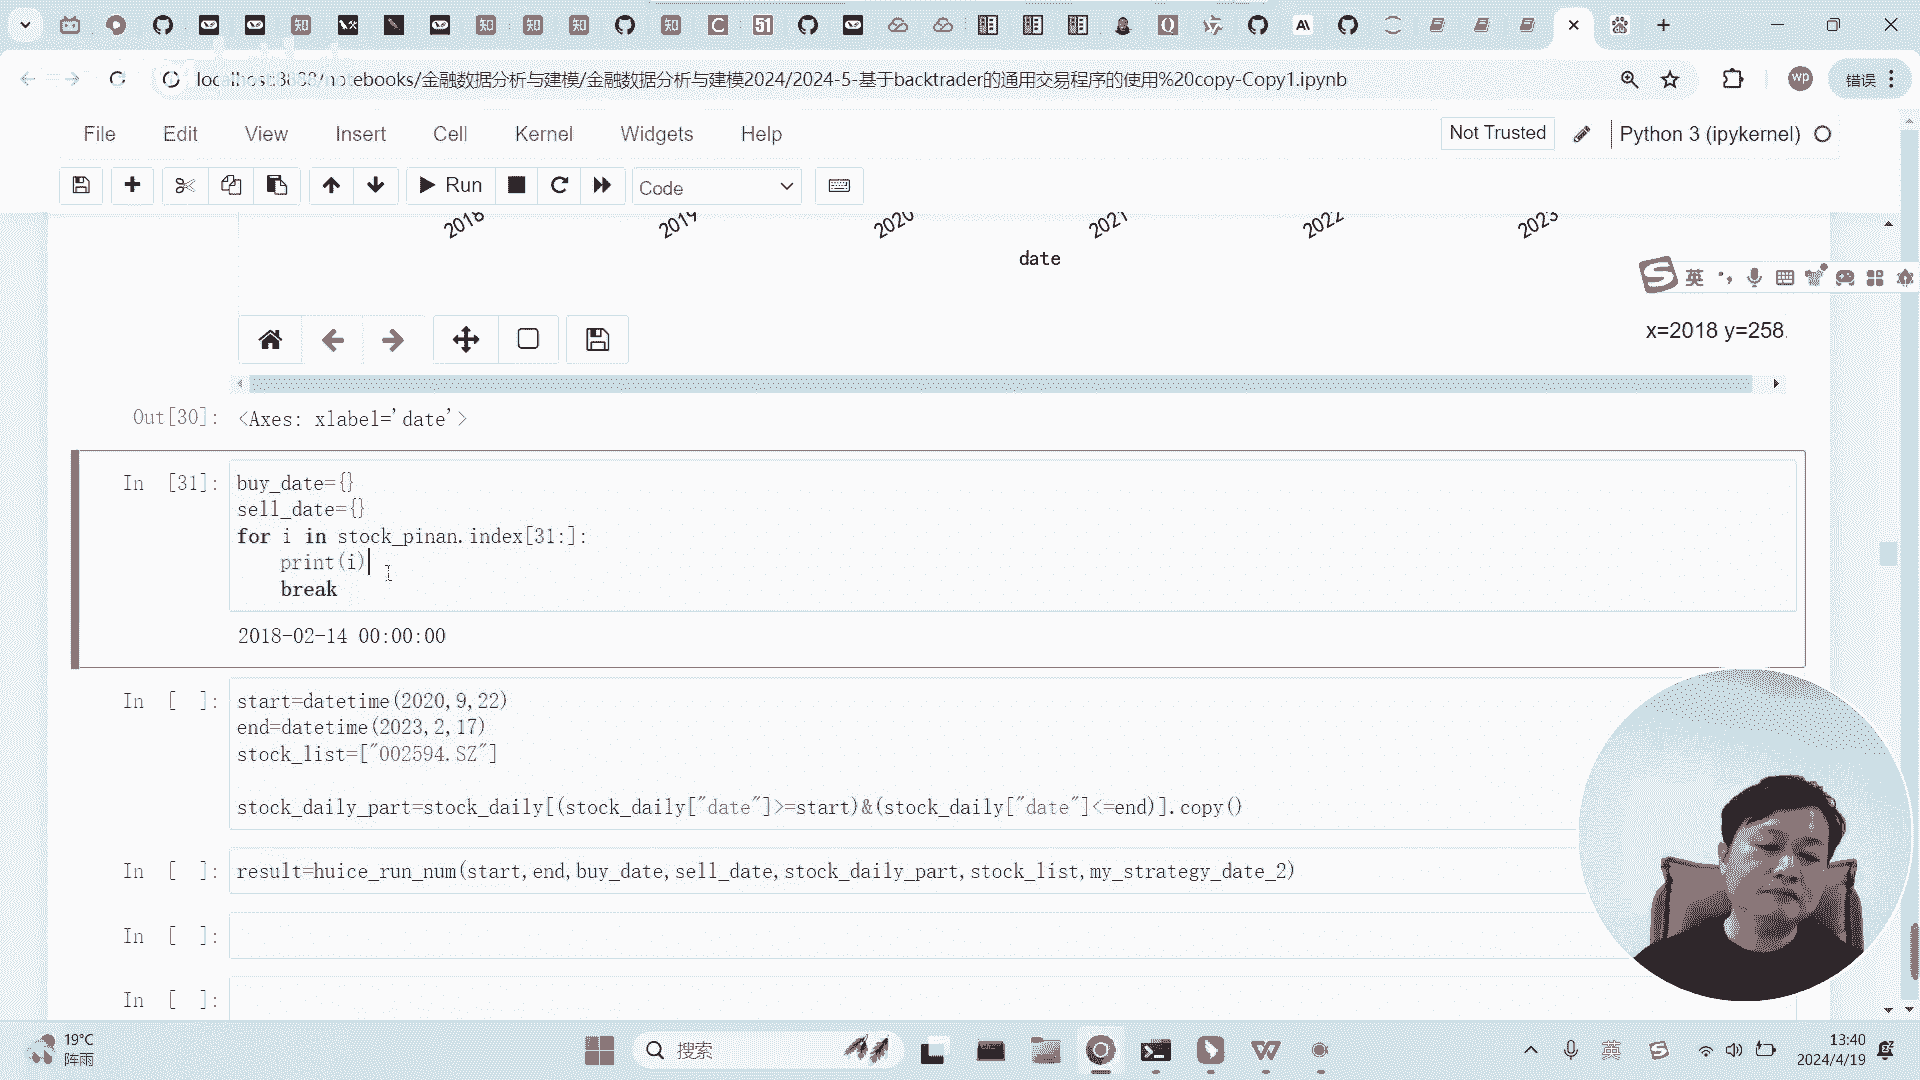 localhost:8888/notebooks/金融数据分析与建模/金融数据分析与建模2024/2024-5-基于backtrader的通用交易程序的使用%20copy-Copy1.ipynb
wp
错误
File Edit View Insert Cell Kernel Widgets Help
Not Trusted
Python 3 (ipykernel)
Run
Code
2018 2019 2020 2021 2022 2023
date
英
x=2018 y=258.
Out[30]: <Axes: xlabel='date'>
In [31]: buy_date={}
sell_date={}
for i in stock_pinan.index[31:]:
print(i)
break
2018-02-14 00:00:00
In [ ]: start=datetime(2020,9,22)
end=datetime(2023,2,17)
stock_list=["002594.SZ"]
stock_daily_part=stock_daily[(stock_daily["date"]>=start)&(stock_daily["date"]<=end)].copy()
In [ ]: result=huice_run_num(start,end,buy_date,sell_date,stock_daily_part,stock_list,my_strategy_date_2)
In [ ]:
In [ ]:
19°C
阵雨
搜索
英
13:40
2024/4/19